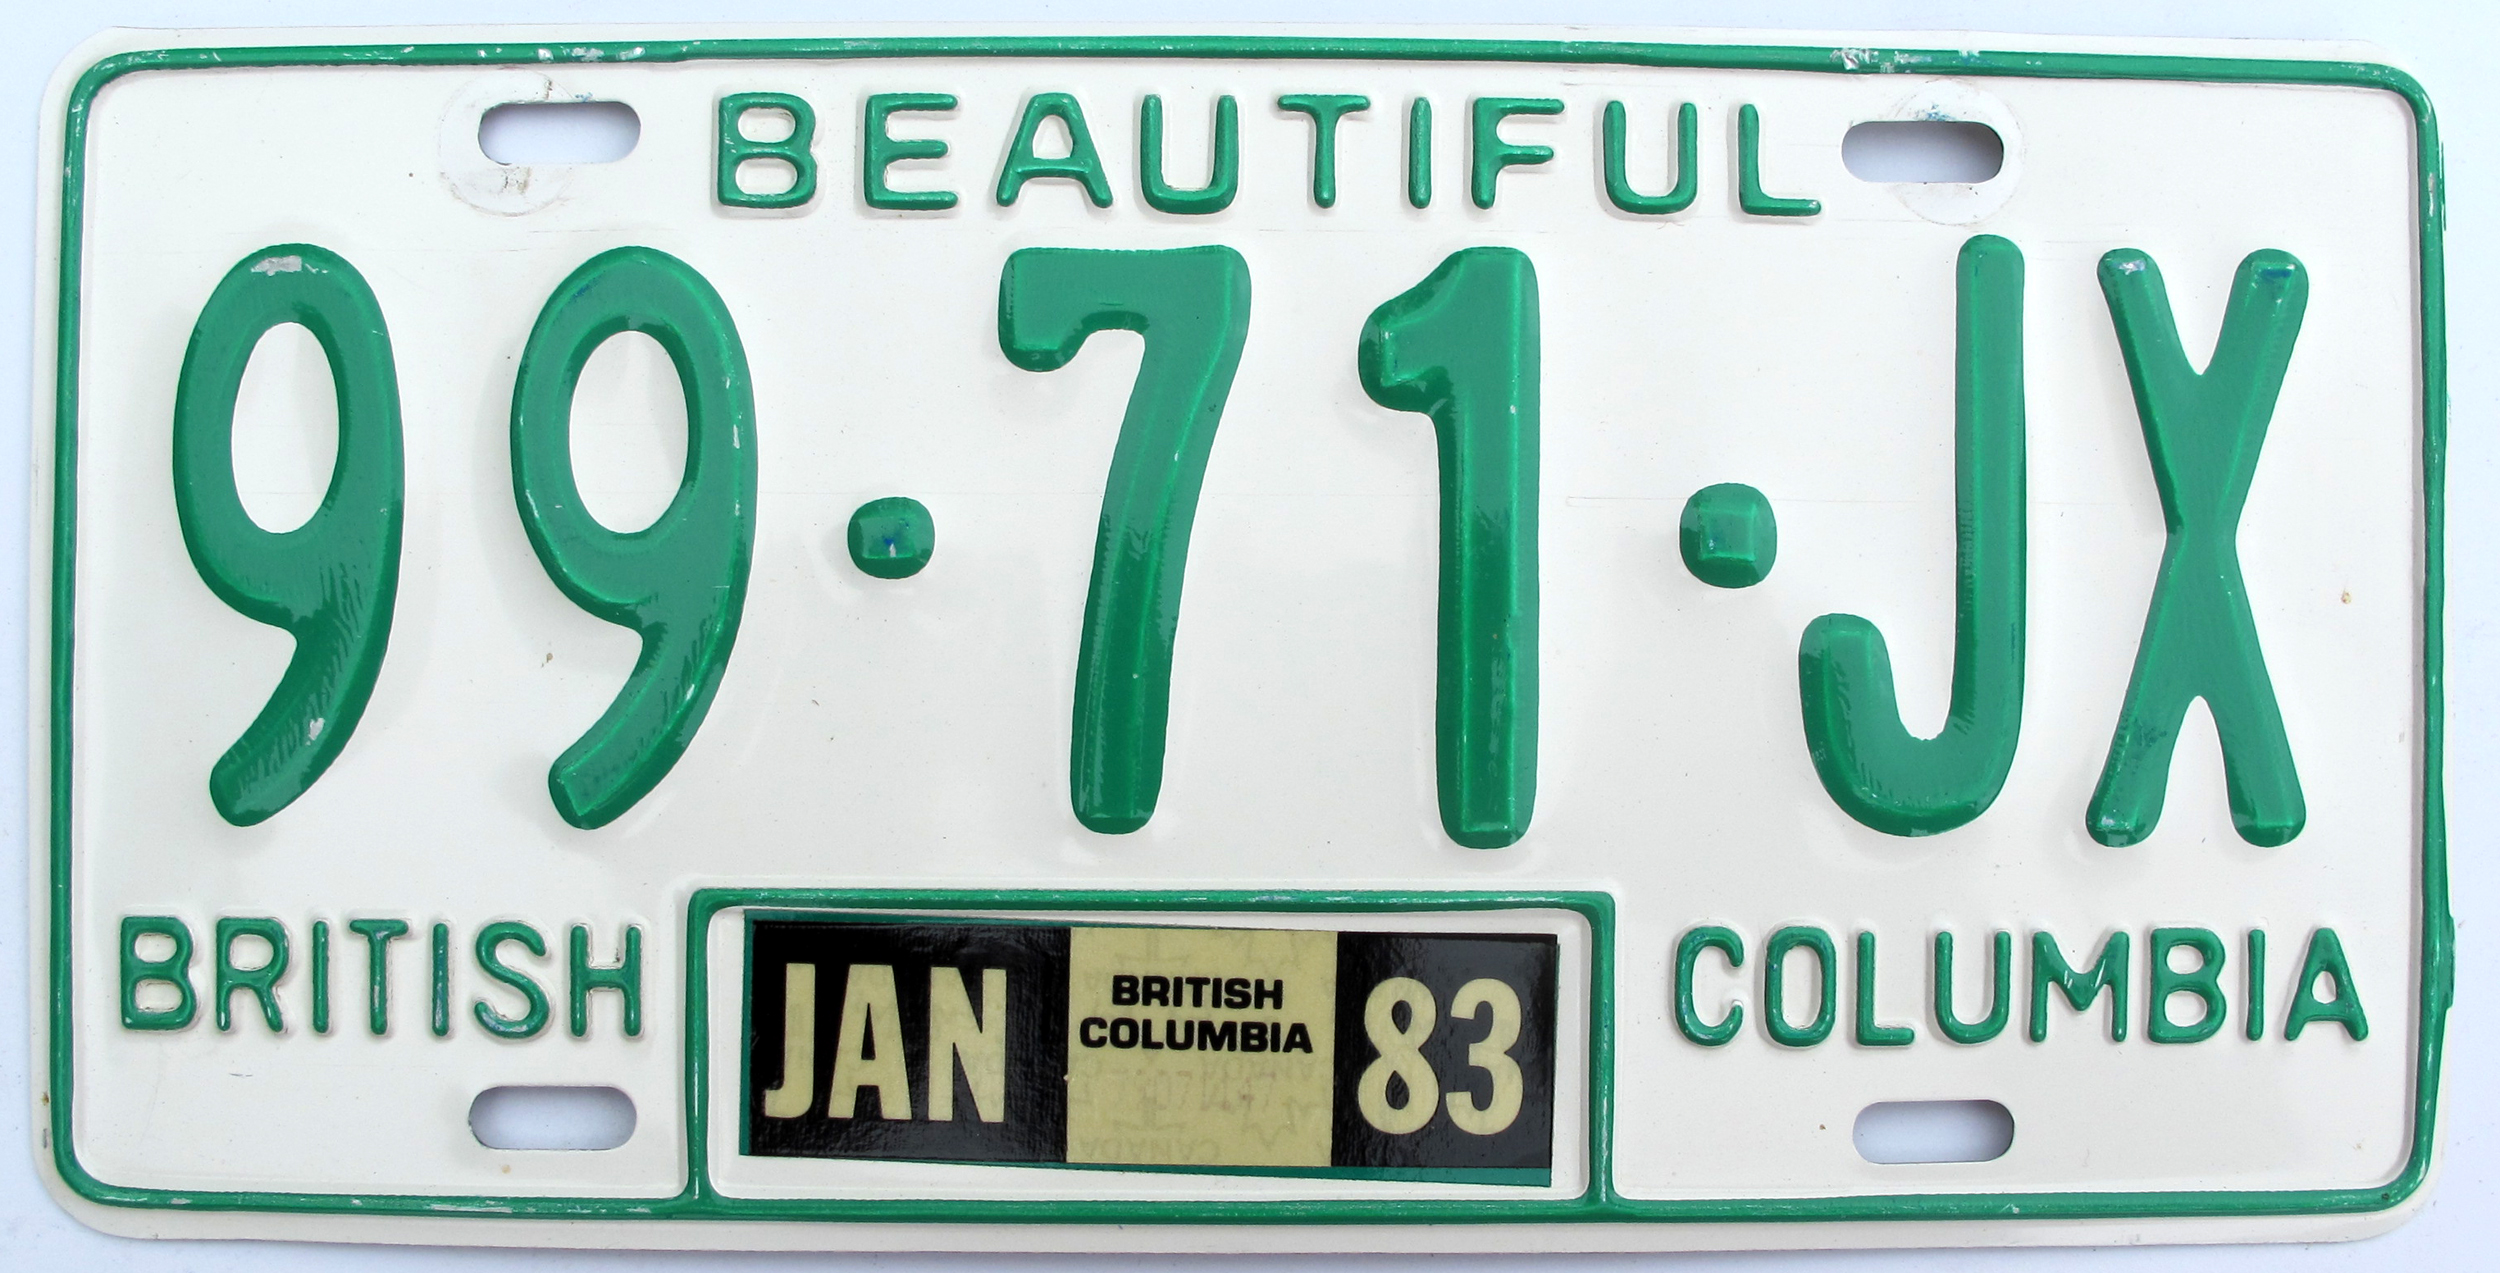 BEAUTIFUL
99·71·JX
BRITISH COLUMBIA
JAN BRITISH COLUMBIA 83